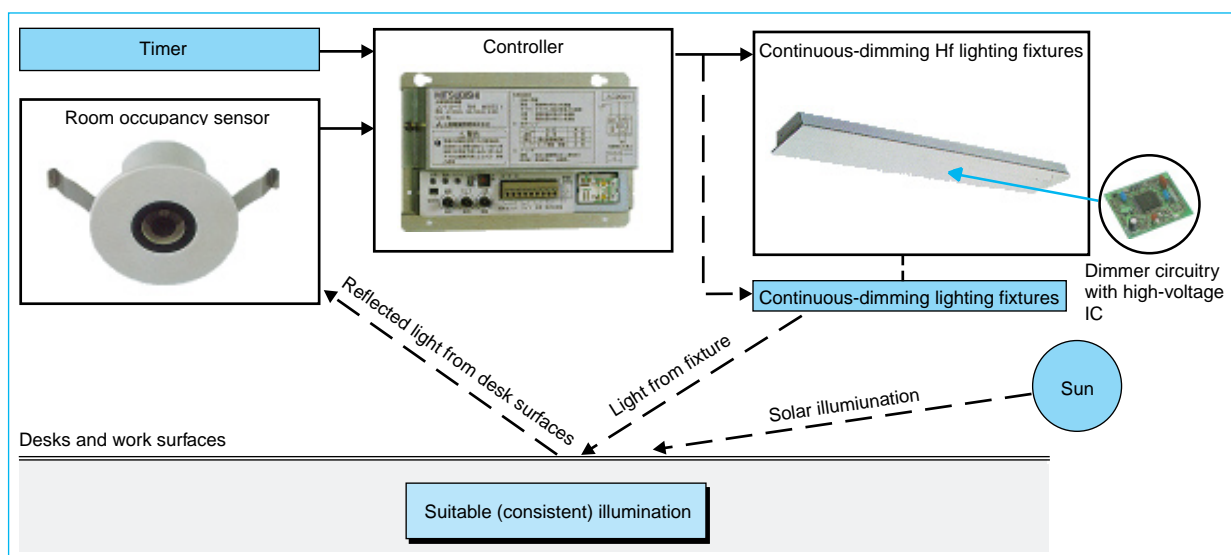 Timer
Controller
Continuous-dimming Hf lighting fixtures
Room occupancy sensor
MITSUBISHI
Dimmer circuitry
with high-voltage
IC
Continuous-dimming lighting fixtures
Reflected light from desk surfaces
Light from fixture
Solar illumiunation
Sun
Desks and work surfaces
Suitable (consistent) illumination